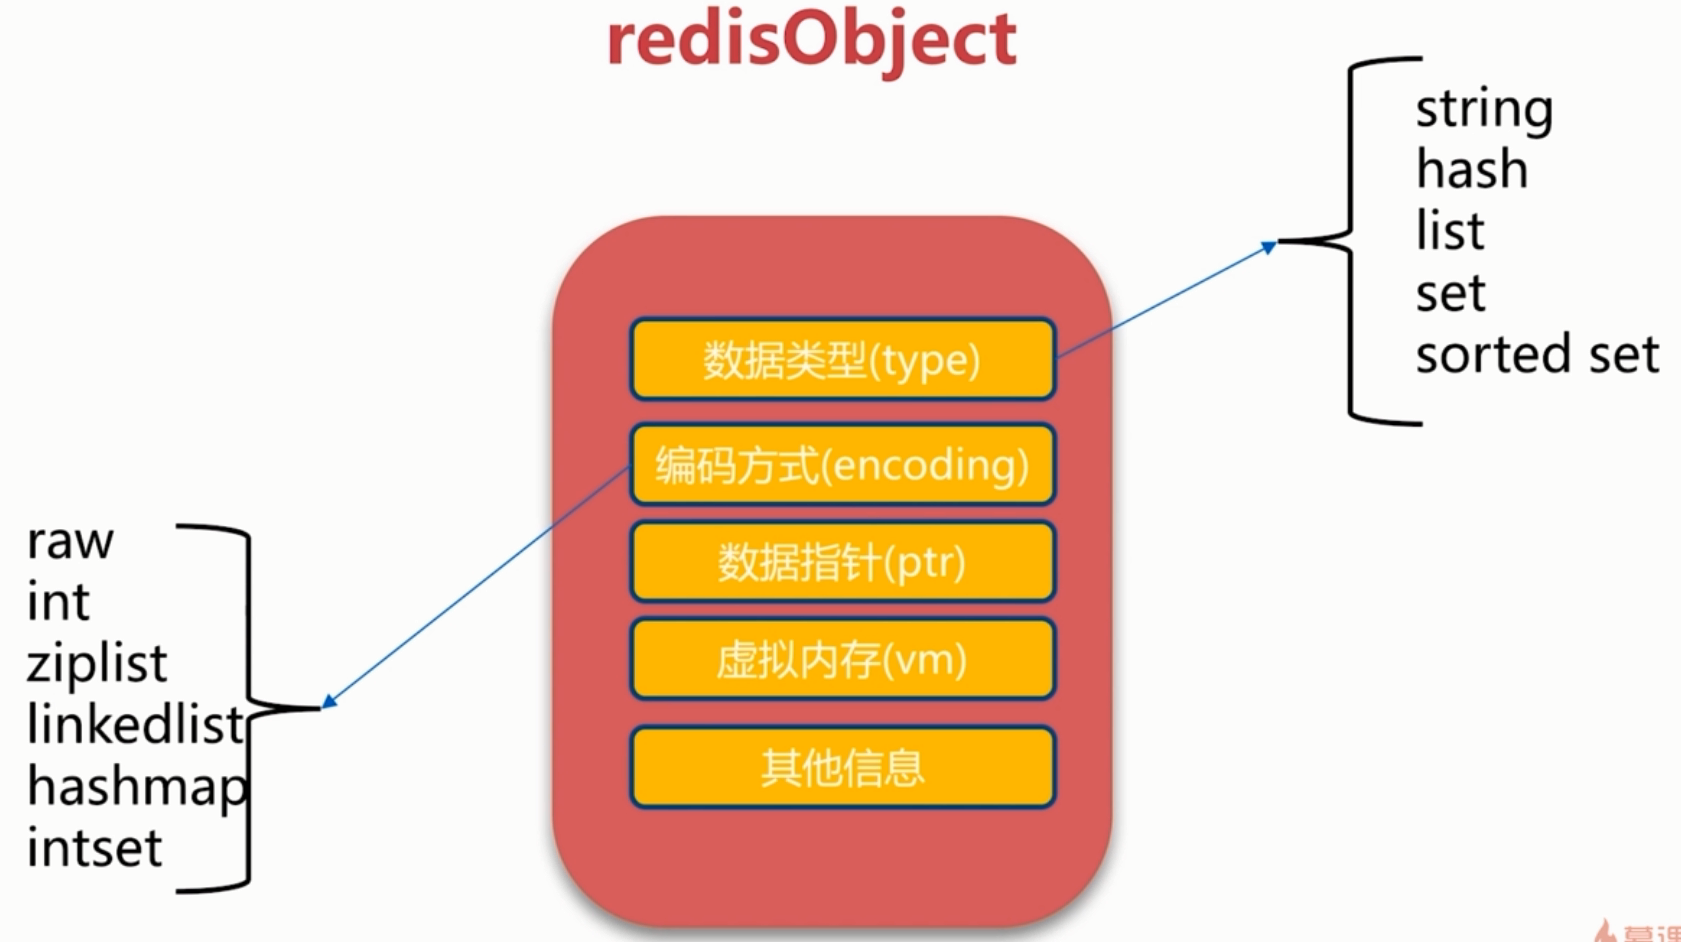 redisObject
string
hash
list
set
sorted set
数据类型(type)
编码方式(encoding)
数据指针(ptr)
虚拟内存(vm)
其他信息
raw
int
ziplist
linkedlist
hashmap
intset